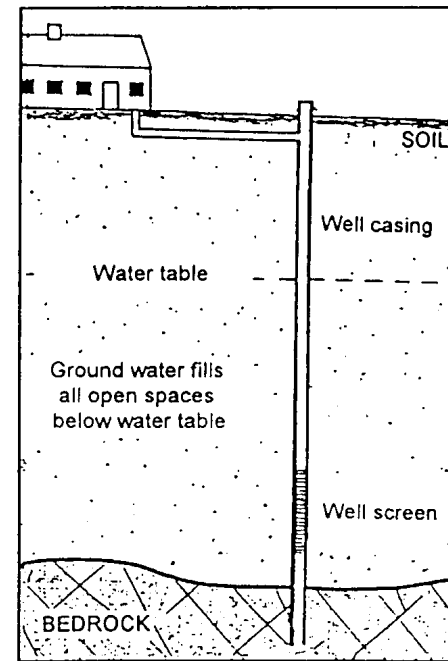 SOIL
Well casing
Water table
Ground water fills
all open spaces
below water table
Well screen
BEDROCK